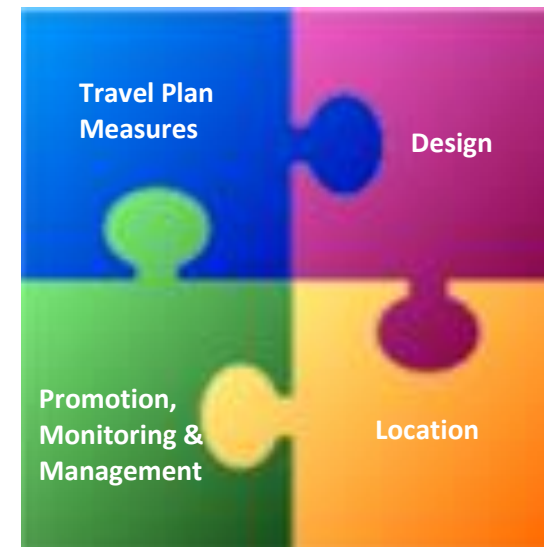 Travel Plan
Measures
Design
Promotion,
Monitoring &
Management
Location